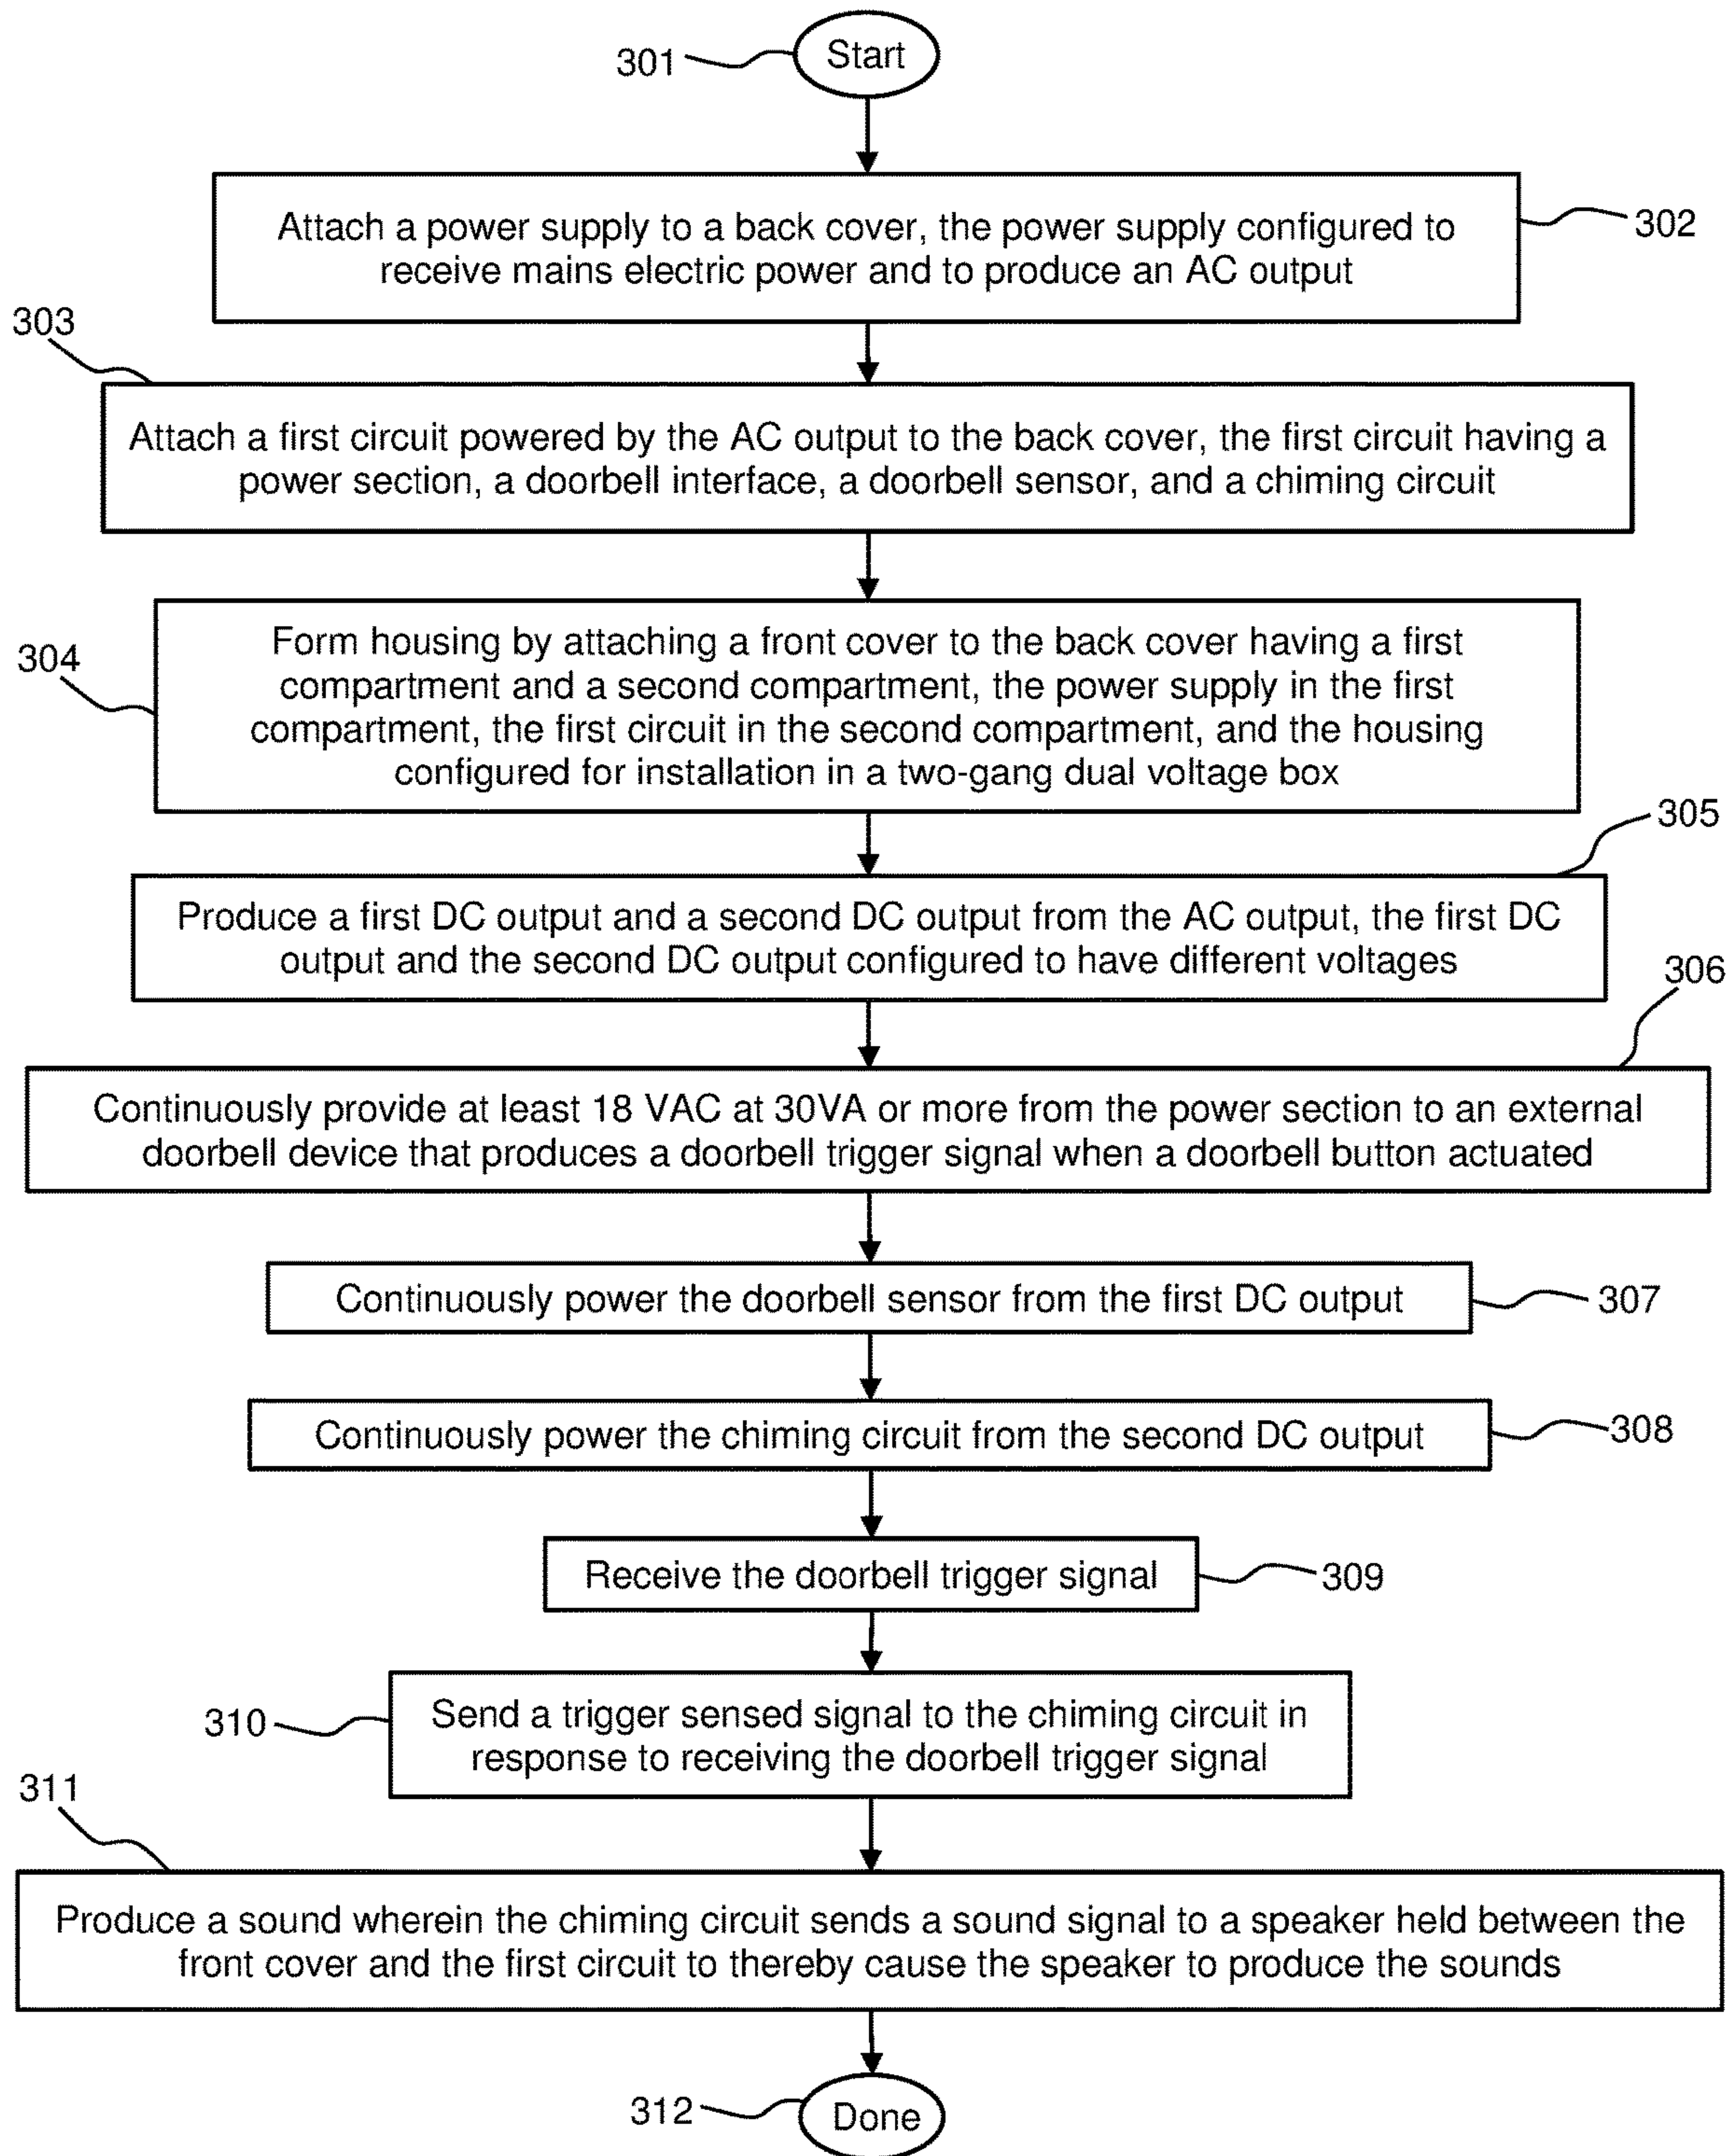 301
Start
Attach a power supply to a back cover, the power supply configured to
receive mains electric power and to produce an AC output
302
303
Attach a first circuit powered by the AC output to the back cover, the first circuit having a
power section, a doorbell interface, a doorbell sensor, and a chiming circuit
304
Form housing by attaching a front cover to the back cover having a first
compartment and a second compartment, the power supply in the first
compartment, the first circuit in the second compartment, and the housing
configured for installation in a two-gang dual voltage box
305
Produce a first DC output and a second DC output from the AC output, the first DC
output and the second DC output configured to have different voltages
306
Continuously provide at least 18 VAC at 30VA or more from the power section to an external
doorbell device that produces a doorbell trigger signal when a doorbell button actuated
Continuously power the doorbell sensor from the first DC output
307
Continuously power the chiming circuit from the second DC output
308
Receive the doorbell trigger signal
309
310
Send a trigger sensed signal to the chiming circuit in
response to receiving the doorbell trigger signal
311
Produce a sound wherein the chiming circuit sends a sound signal to a speaker held between the
front cover and the first circuit to thereby cause the speaker to produce the sounds
312
Done